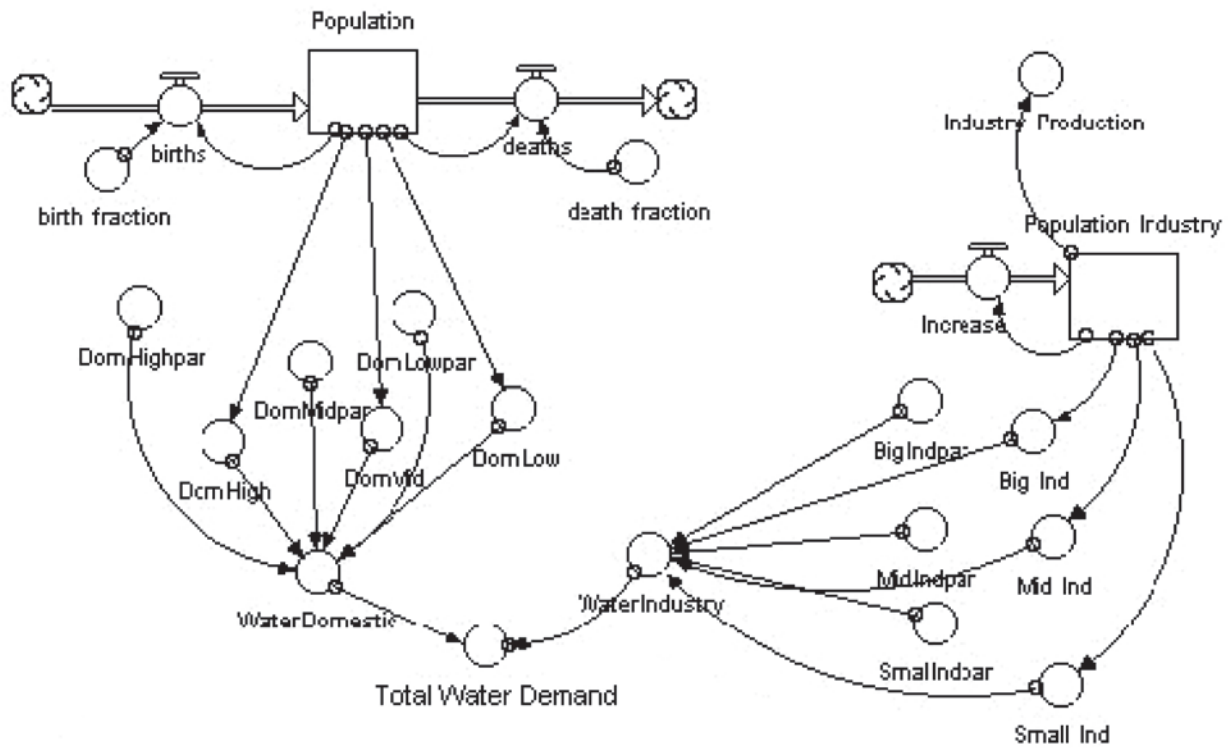 Population
births
deaths
birth fraction
death fraction
Industry Production
Population Industry
Increase
DomHighpar
DomLowpar
DomMidpar
DomHigh
DomMid
DomLow
BigIndpar
Big Ind
MidIndpar
Mid Ind
WaterDomestic
WaterIndustry
SmalIndpar
Total Water Demand
Small Ind